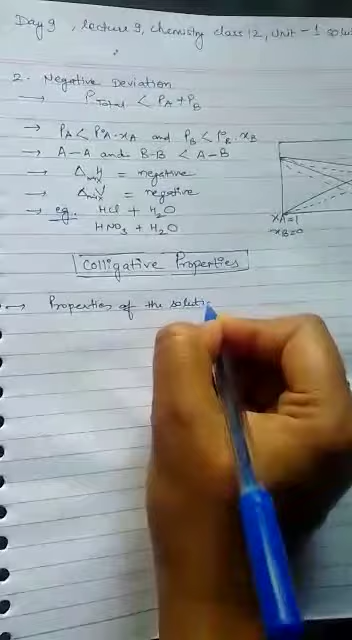 Day 9, lecture 9, chemistry class 12, Unit - 1 solut
2. Negative Deviation
→ P Total < PA + PB
→ PA < P°A · xA and PB < P°B · xB
→ A-A and B-B < A-B
→ ΔmixH = negative
→ ΔmixV = negative
→ eg. HCl + H2O
HNO3 + H2O
xA=1
xB=0
Colligative Properties
→ Properties of the soluti